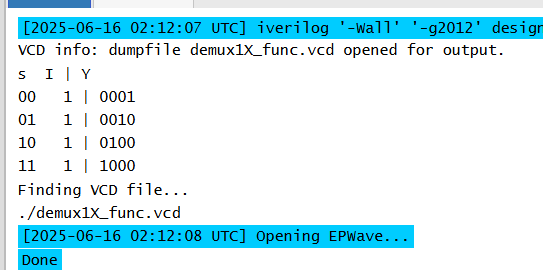 [2025-06-16 02:12:07 UTC] iverilog '-Wall' '-g2012' design
VCD info: dumpfile demux1X_func.vcd opened for output.
s  I | Y
00   1 | 0001
01   1 | 0010
10   1 | 0100
11   1 | 1000
Finding VCD file...
./demux1X_func.vcd
[2025-06-16 02:12:08 UTC] Opening EPWave...
Done